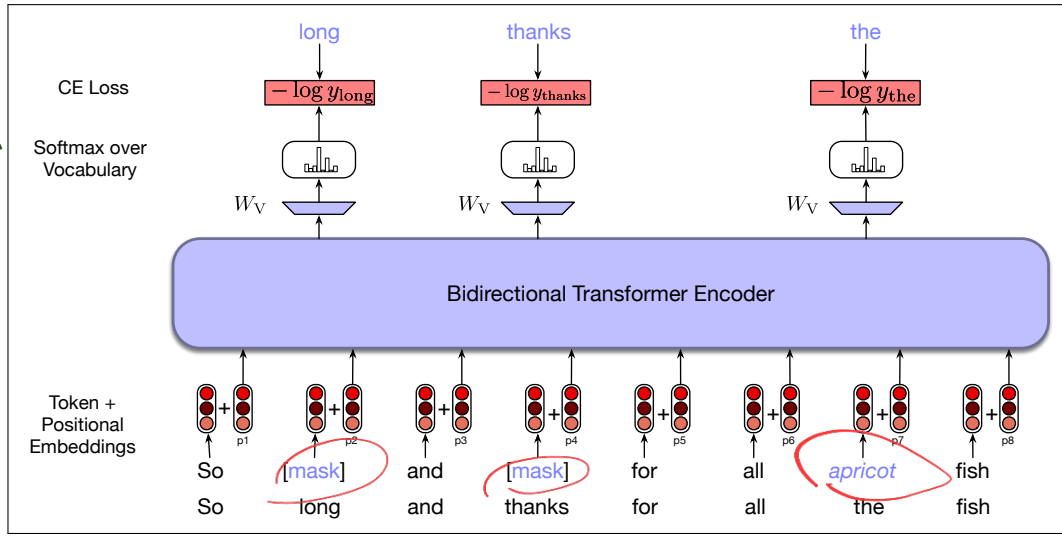 long thanks the
CE Loss
− log y_long − log y_thanks − log y_the
Softmax over
Vocabulary
W_V W_V W_V
Bidirectional Transformer Encoder
Token +
Positional
Embeddings
+ + + + + + + +
p1 p2 p3 p4 p5 p6 p7 p8
So [mask] and [mask] for all apricot fish
So long and thanks for all the fish